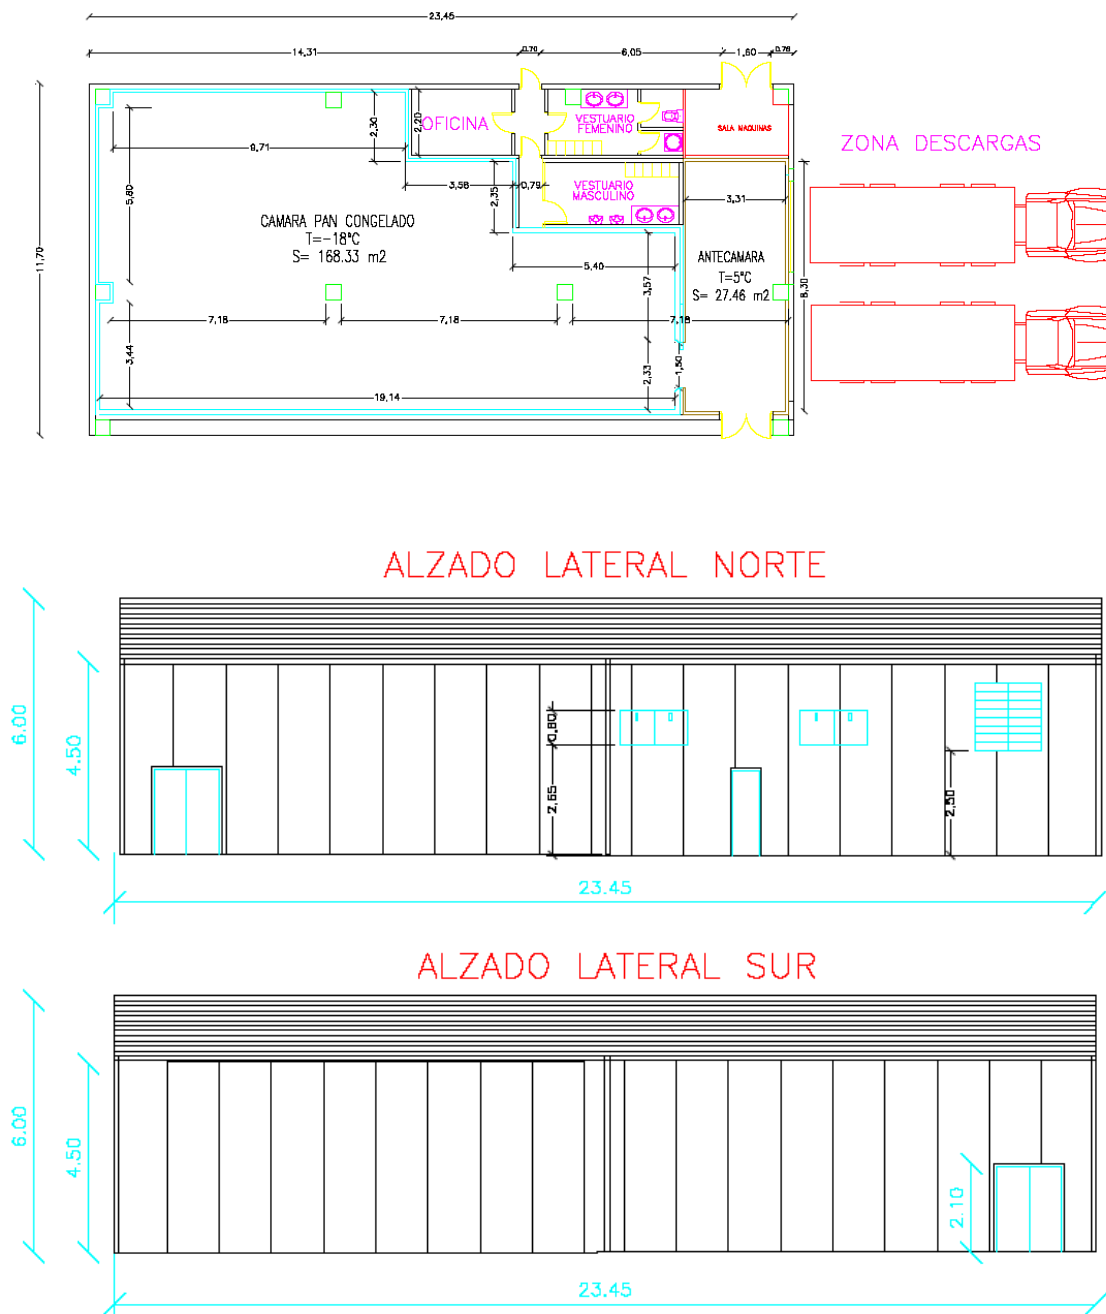 23,45
14,31
0,70
6,05
1,60
0,76
OFICINA
2,20
2,30
VESTUARIO
FEMENINO
SALA MAQUINAS
ZONA DESCARGAS
9,71
3,58
0,79
2,35
VESTUARIO
MASCULINO
3,31
5,80
11,70
CAMARA PAN CONGELADO
T=-18ºC
S= 168.33 m2
ANTECAMARA
T=5ºC
S= 27.46 m2
5,40
3,57
8,30
7,18
7,18
7,18
3,44
2,33
1,50
19,14
ALZADO LATERAL NORTE
6.00
4.50
0,80
2,65
2,50
23.45
ALZADO LATERAL SUR
6.00
4.50
2.10
23.45